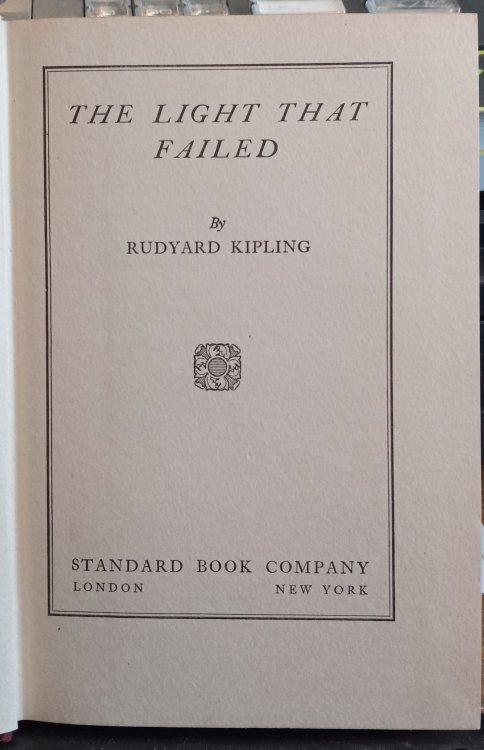 THE LIGHT THAT
FAILED
By
RUDYARD KIPLING
STANDARD BOOK COMPANY
LONDON NEW YORK